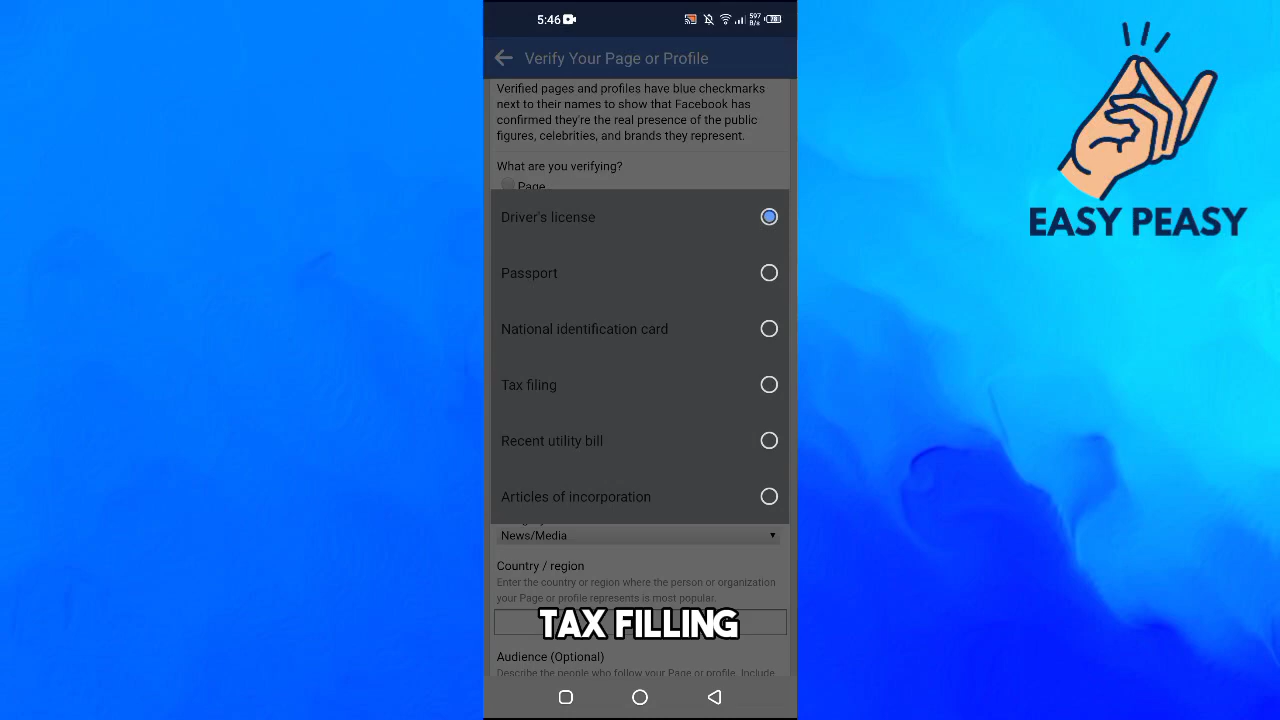 5:46
597
B/s
78
Verify Your Page or Profile
Verified pages and profiles have blue checkmarks
next to their names to show that Facebook has
confirmed they're the real presence of the public
figures, celebrities, and brands they represent.
What are you verifying?
Page
Driver's license
Passport
National identification card
Tax filing
Recent utility bill
Articles of incorporation
News/Media
Country / region
Enter the country or region where the person or organization
your Page or profile represents is most popular.
TAX FILLING
Audience (Optional)
Describe the people who follow your Page or profile. Include
EASY PEASY